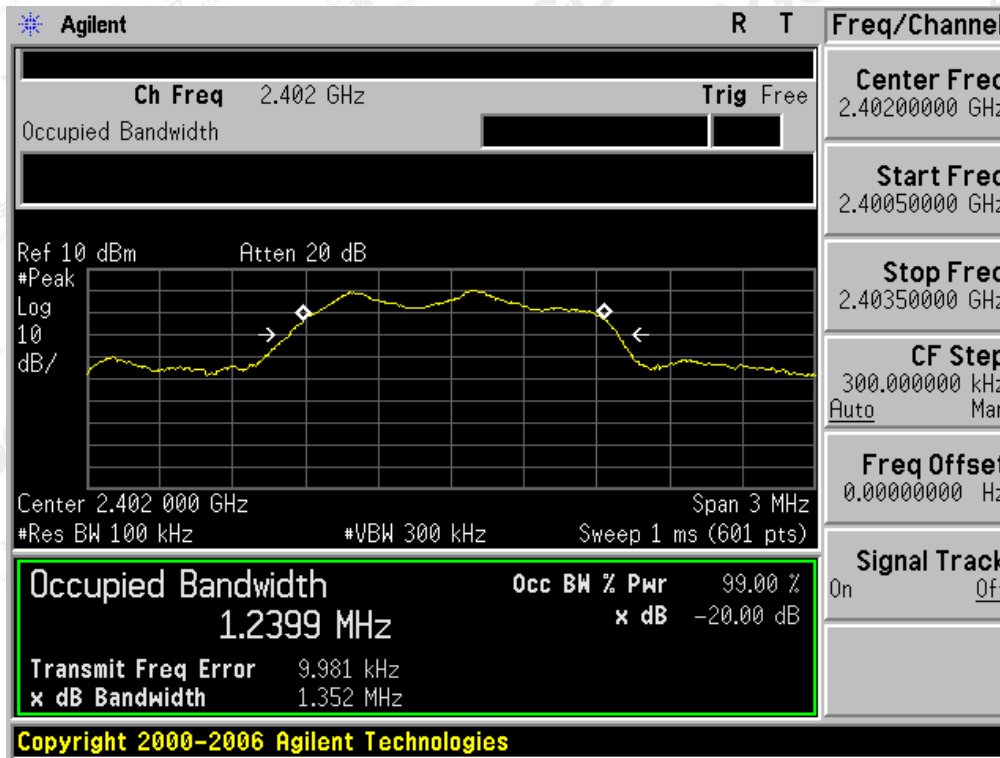 Agilent R T
Ch Freq 2.402 GHz Trig Free
Occupied Bandwidth
Ref 10 dBm Atten 20 dB
#Peak
Log
10
dB/
Center 2.402 000 GHz Span 3 MHz
#Res BW 100 kHz #VBW 300 kHz Sweep 1 ms (601 pts)
Occupied Bandwidth Occ BW % Pwr 99.00 %
1.2399 MHz x dB -20.00 dB
Transmit Freq Error 9.981 kHz
x dB Bandwidth 1.352 MHz
Copyright 2000-2006 Agilent Technologies
Freq/Channel
Center Freq
2.40200000 GHz
Start Freq
2.40050000 GHz
Stop Freq
2.40350000 GHz
CF Step
300.000000 kHz
Auto Man
Freq Offset
0.00000000 Hz
Signal Track
On Off